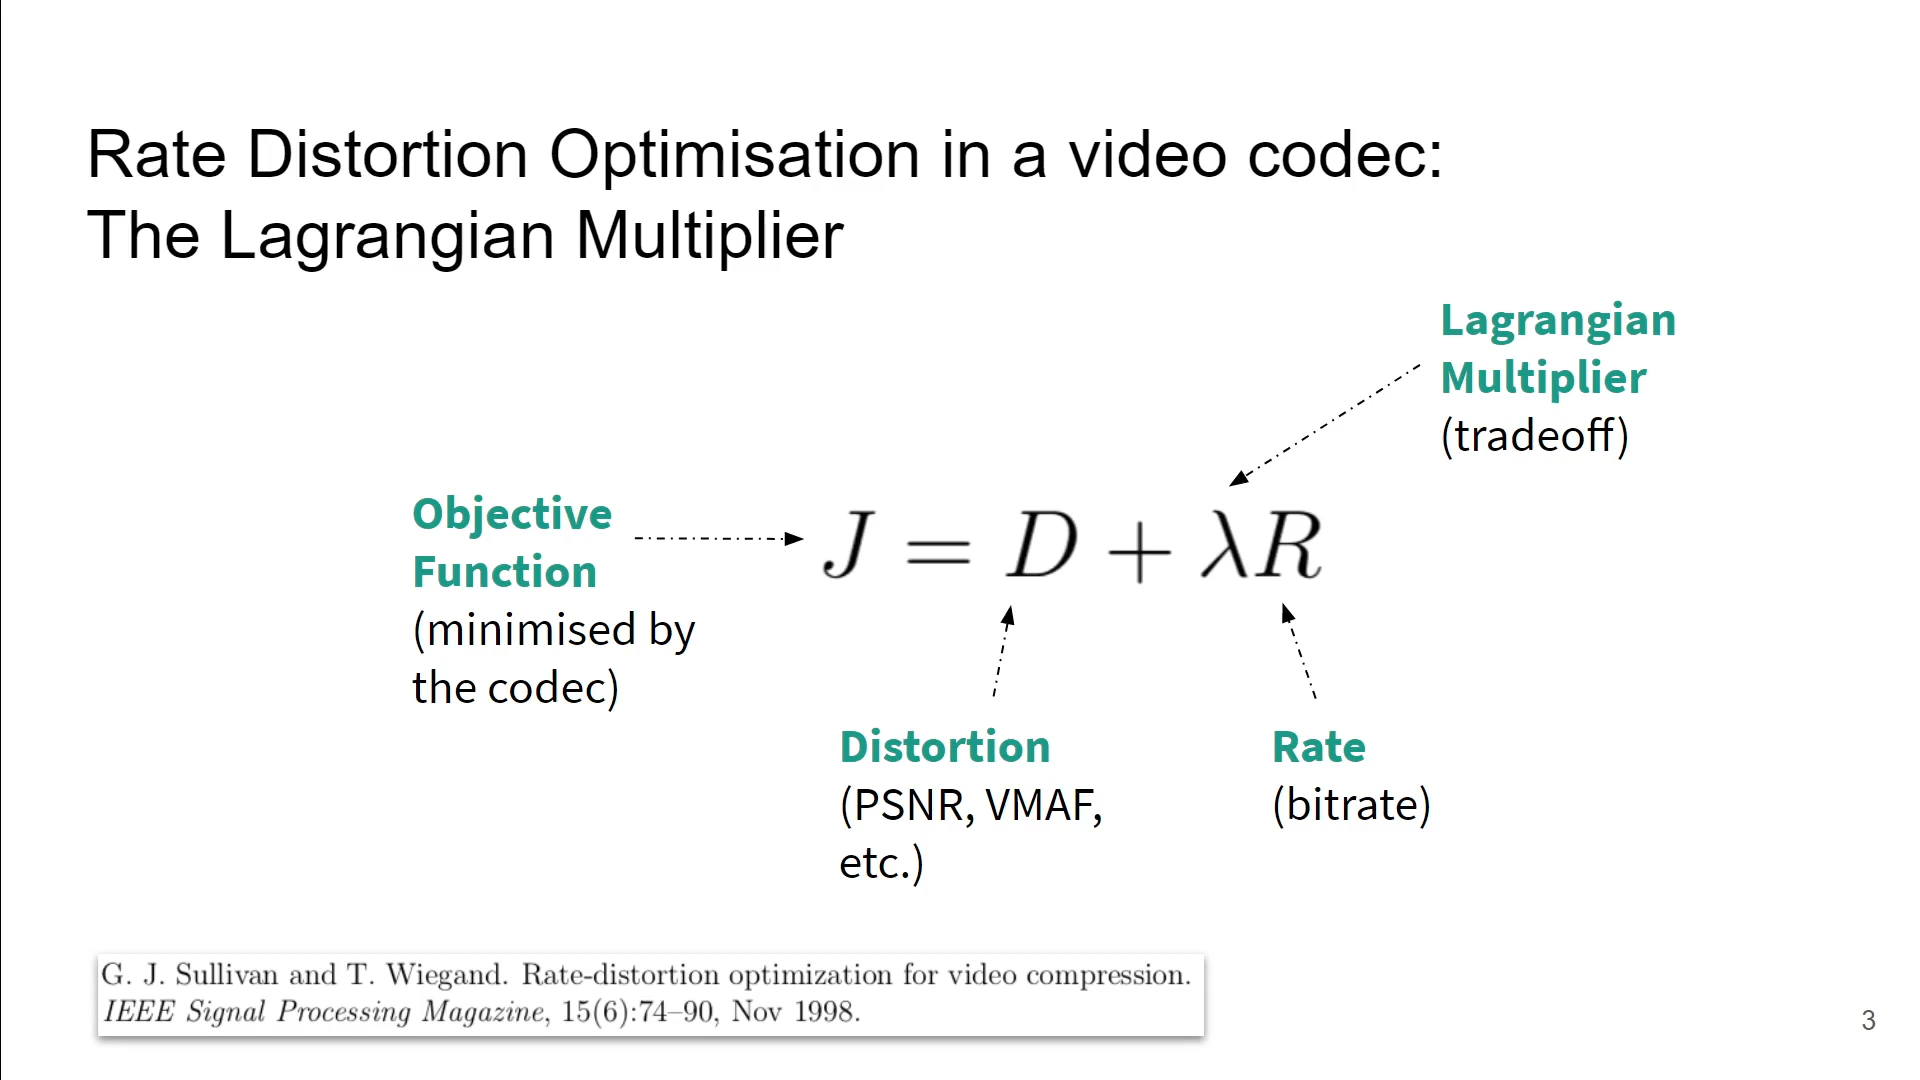 Rate Distortion Optimisation in a video codec:
The Lagrangian Multiplier
Lagrangian
Multiplier
(tradeoff)
Objective
Function
(minimised by
the codec)
J = D + λR
Distortion
(PSNR, VMAF,
etc.)
Rate
(bitrate)
G. J. Sullivan and T. Wiegand. Rate-distortion optimization for video compression.
IEEE Signal Processing Magazine, 15(6):74–90, Nov 1998.
3